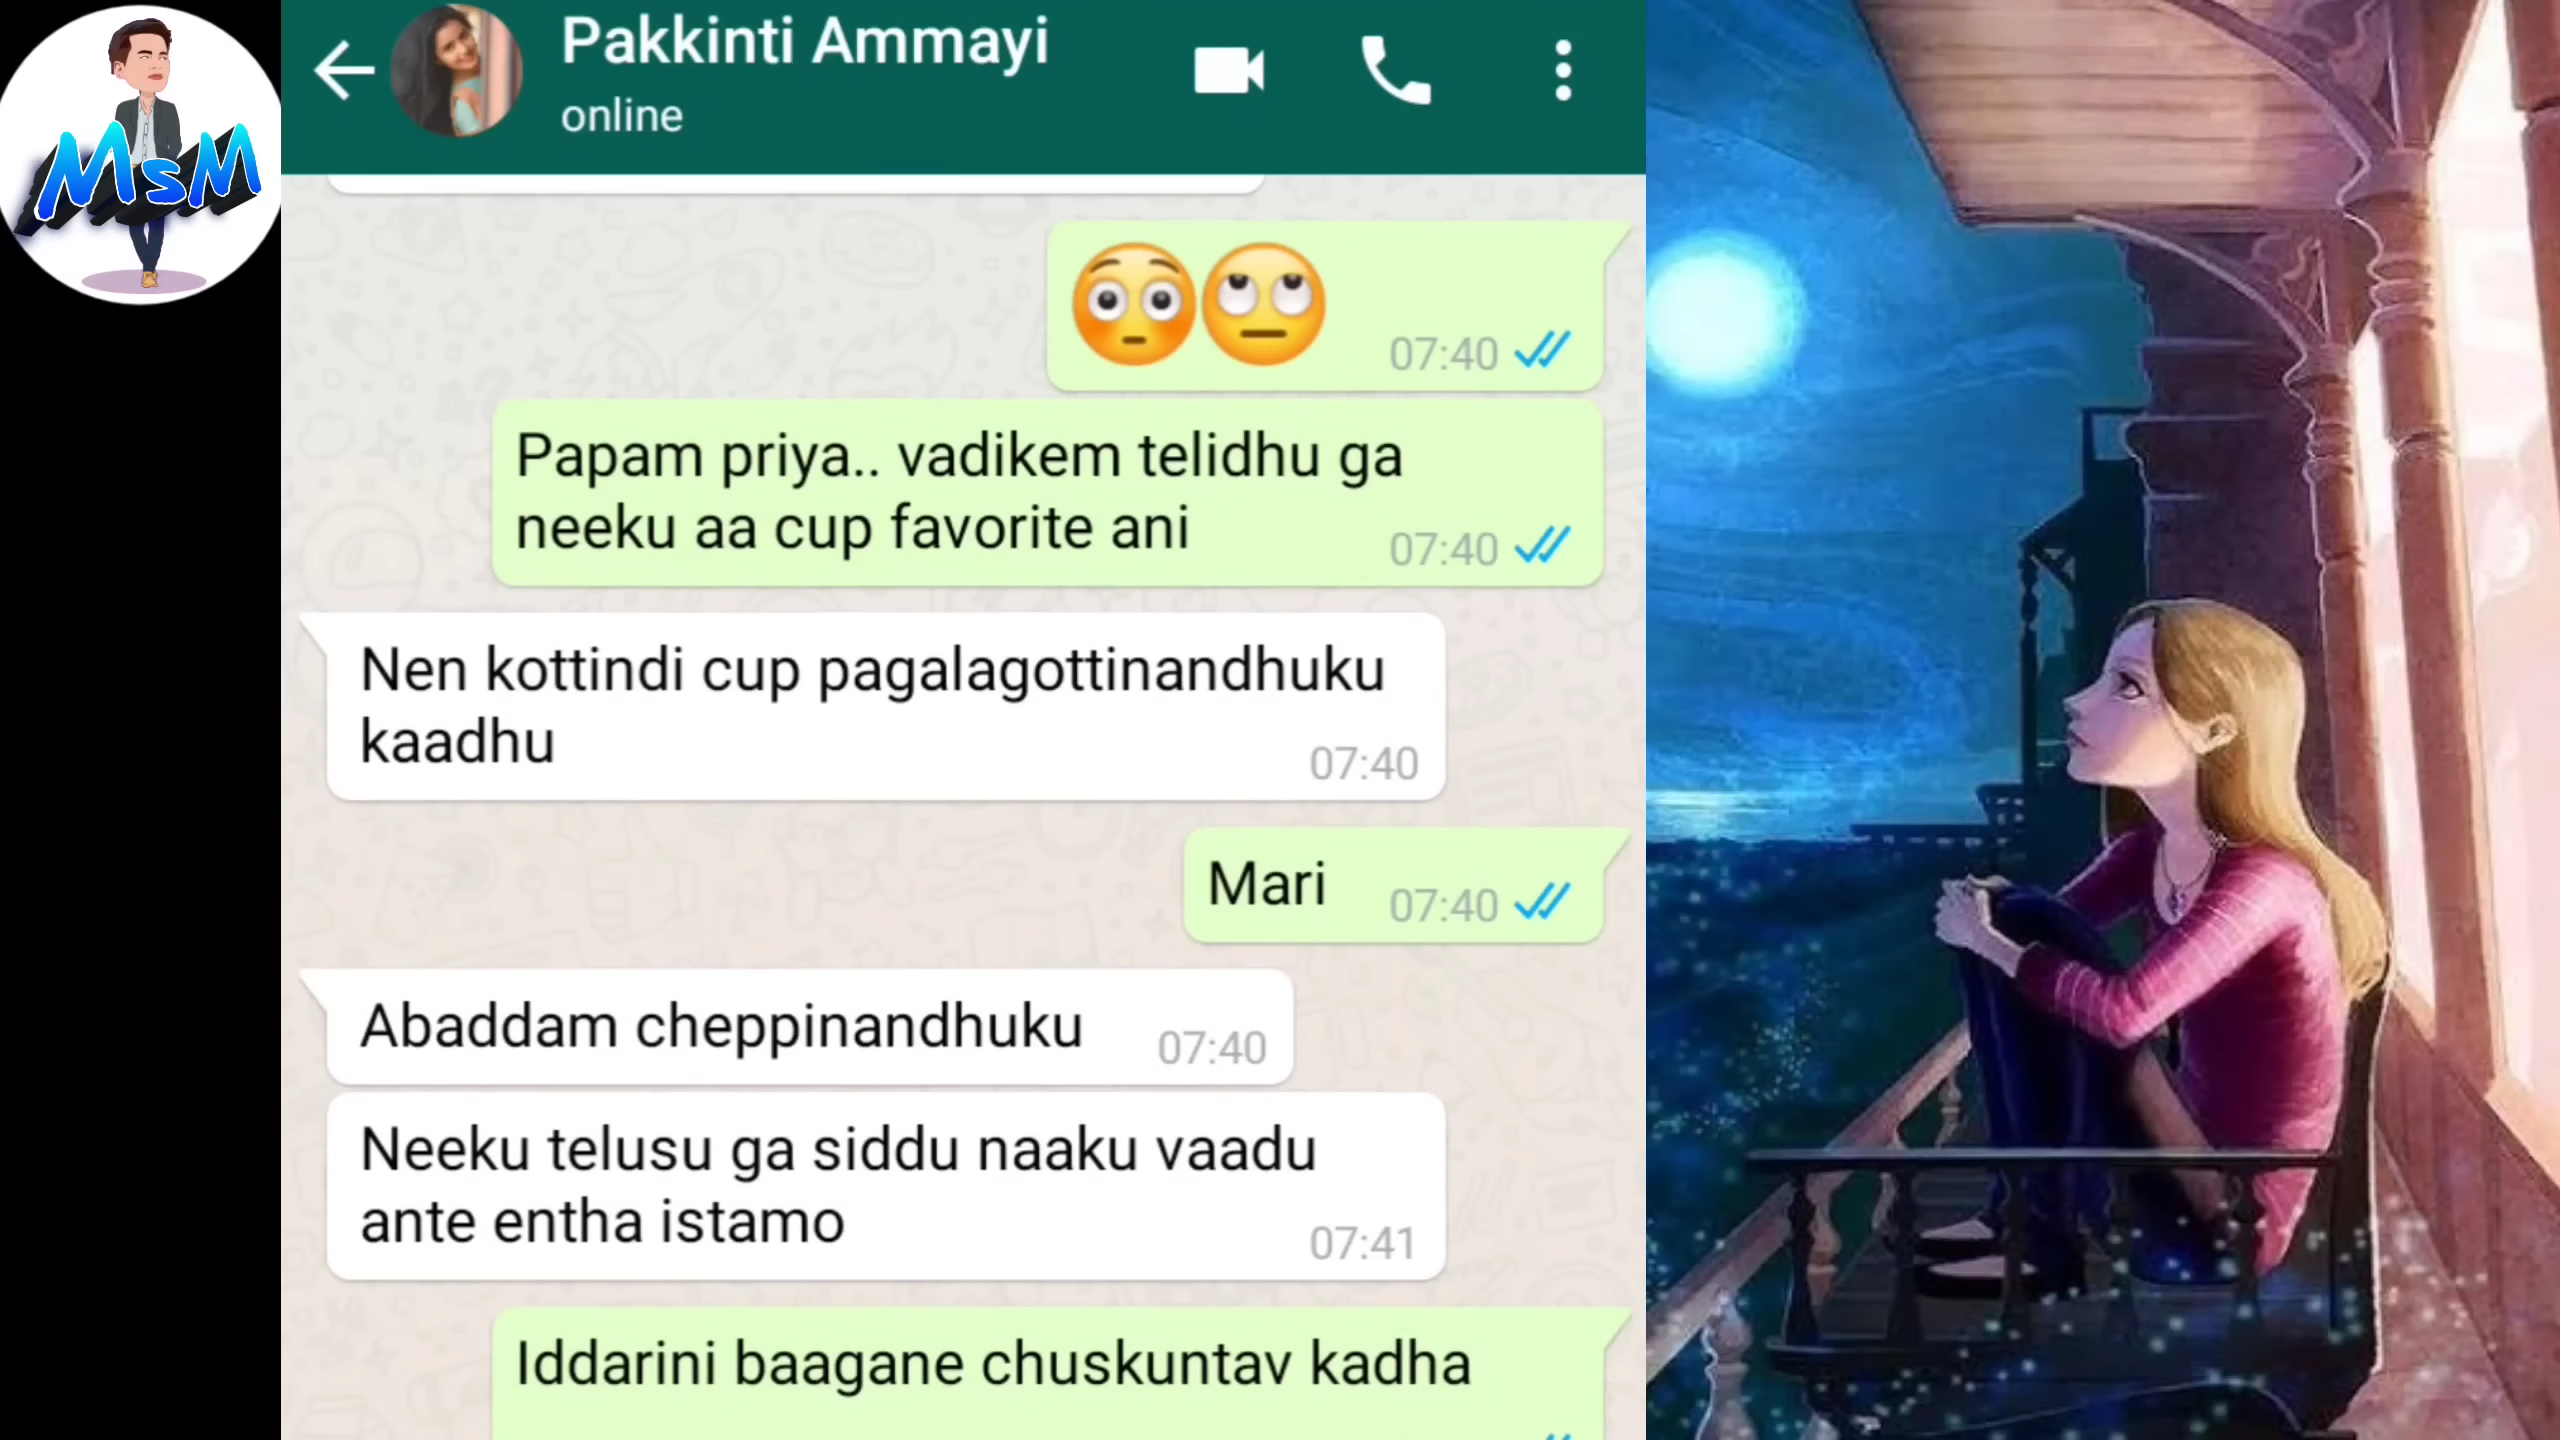 MsM
Pakkinti Ammayi
online
😳🙄
07:40
Papam priya.. vadikem telidhu ga
neeku aa cup favorite ani
07:40
Nen kottindi cup pagalagottinandhuku
kaadhu
07:40
Mari 07:40
Abaddam cheppinandhuku 07:40
Neeku telusu ga siddu naaku vaadu
ante entha istamo
07:41
Iddarini baagane chuskuntav kadha